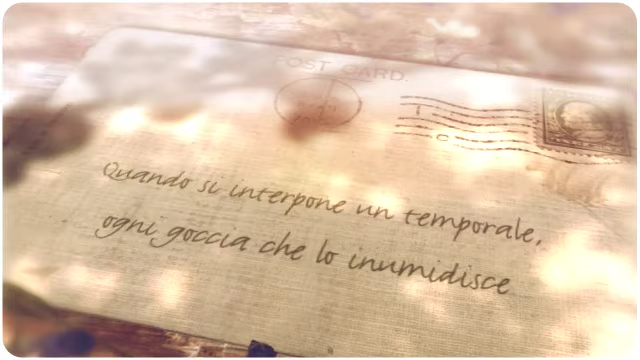 POST CARD.
Quando si interpone un temporale,
ogni goccia che lo inumidisce